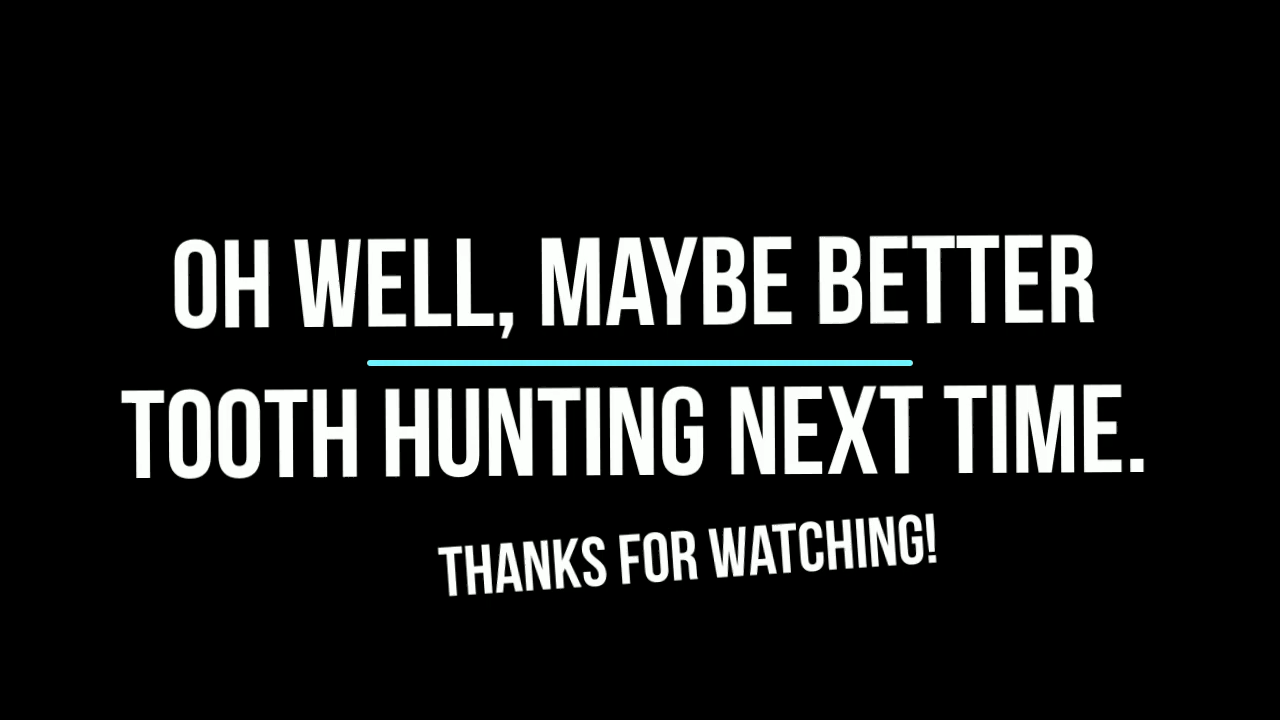 OH WELL, MAYBE BETTER
TOOTH HUNTING NEXT TIME.
THANKS FOR WATCHING!